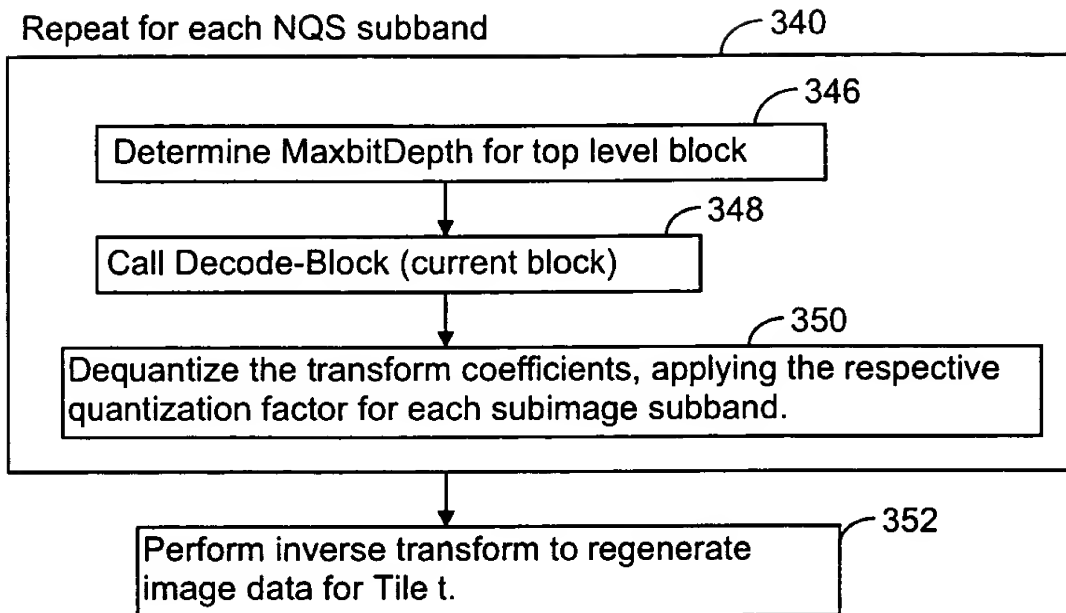 Repeat for each NQS subband
340
346
Determine MaxbitDepth for top level block
348
Call Decode-Block (current block)
350
Dequantize the transform coefficients, applying the respective
quantization factor for each subimage subband.
352
Perform inverse transform to regenerate
image data for Tile t.